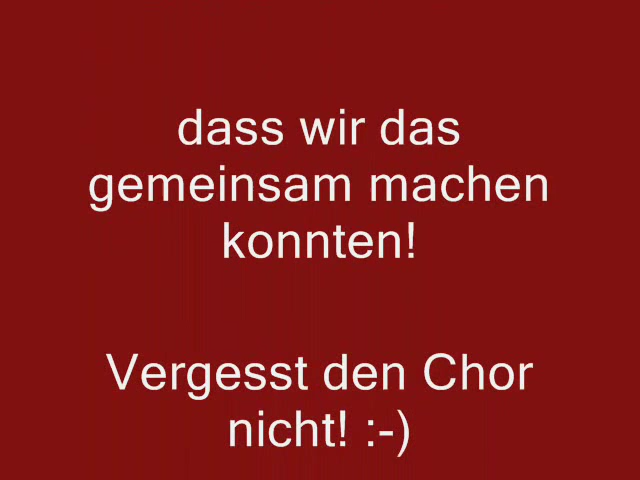 dass wir das
gemeinsam machen
konnten!
Vergesst den Chor
nicht! :-)